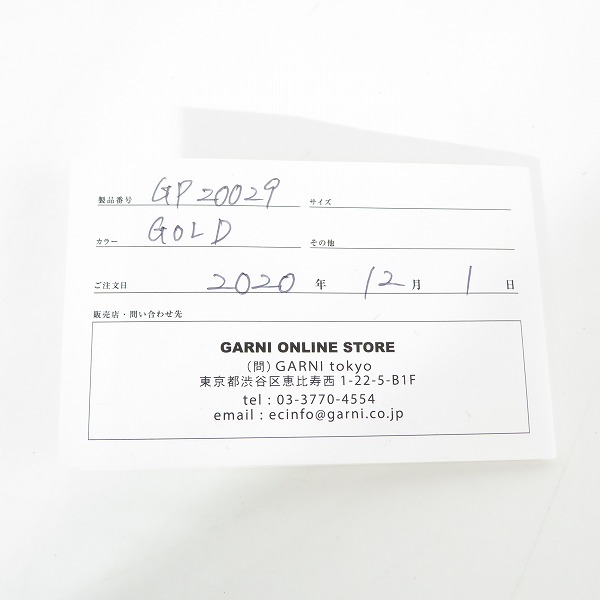 製品番号 GP20029 サイズ
カラー GOLD その他
ご注文日 2020 年 12 月 1 日
販売店・問い合わせ先
GARNI ONLINE STORE
(問) GARNI tokyo
東京都渋谷区恵比寿西 1-22-5-B1F
tel : 03-3770-4554
email : ecinfo@garni.co.jp